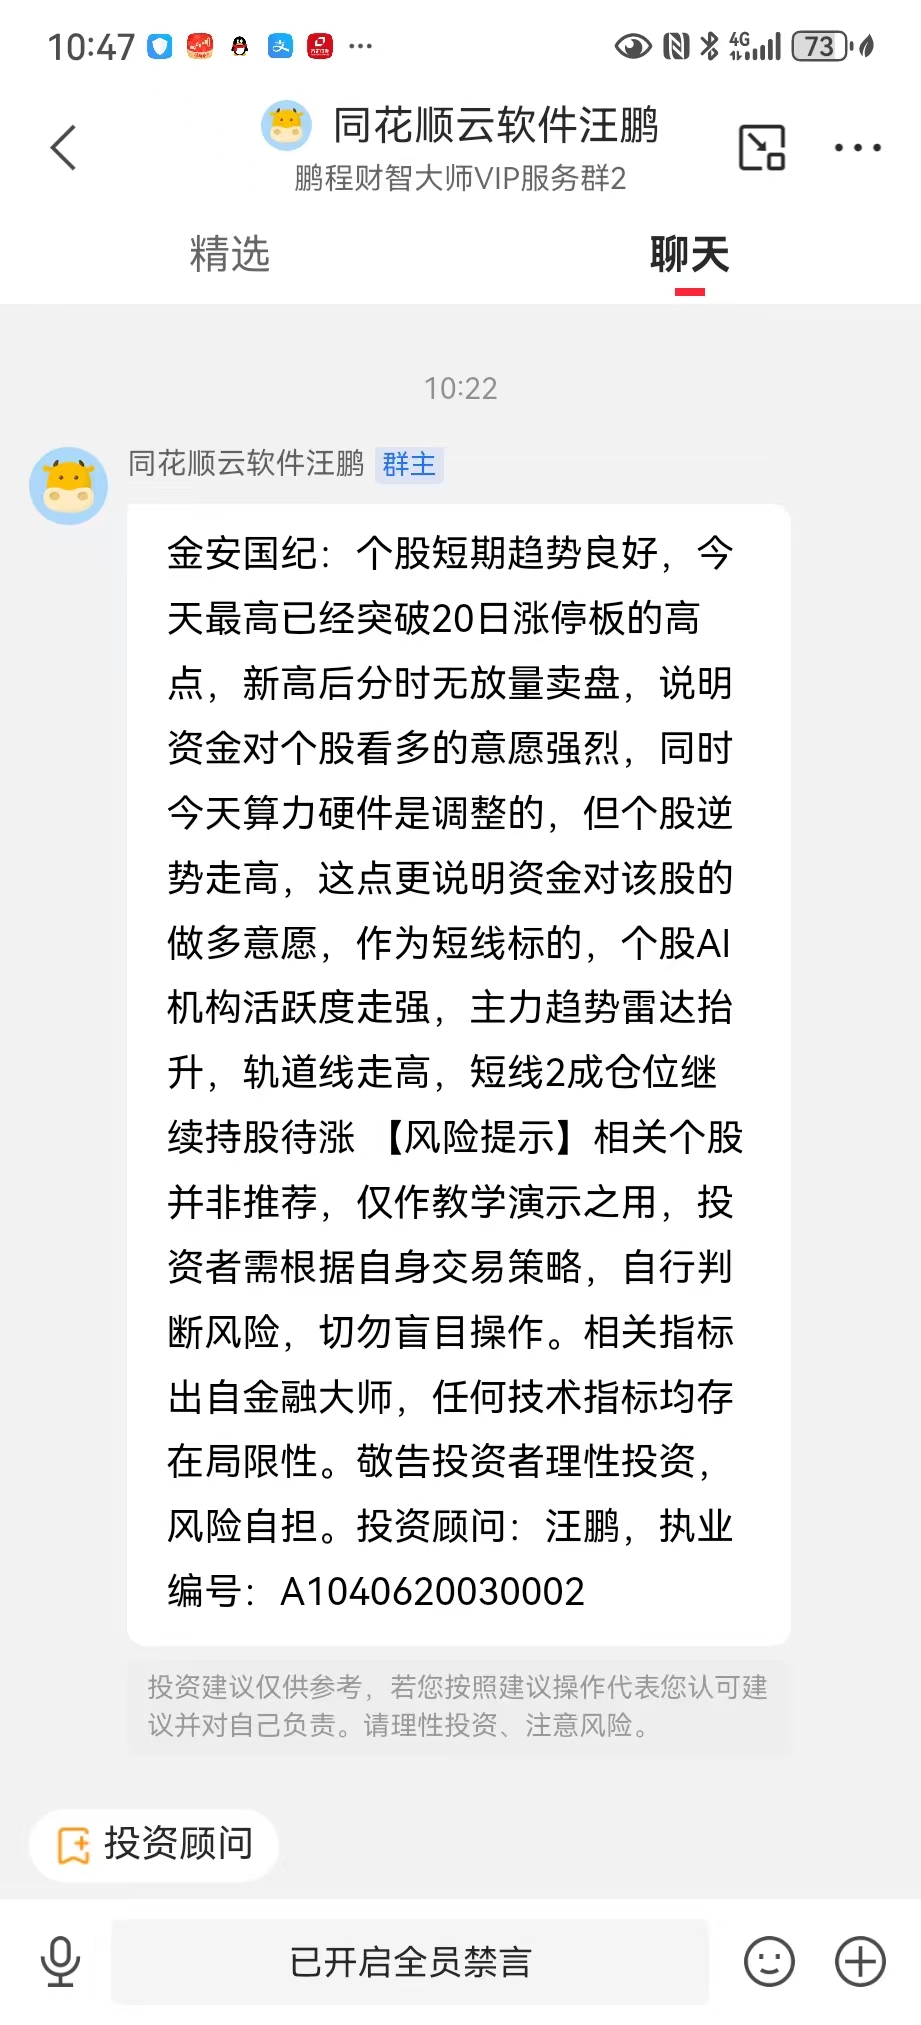 10:47
4G
73
同花顺云软件汪鹏
鹏程财智大师VIP服务群2
精选
聊天
10:22
同花顺云软件汪鹏 群主
金安国纪：个股短期趋势良好，今
天最高已经突破20日涨停板的高
点，新高后分时无放量卖盘，说明
资金对个股看多的意愿强烈，同时
今天算力硬件是调整的，但个股逆
势走高，这点更说明资金对该股的
做多意愿，作为短线标的，个股AI
机构活跃度走强，主力趋势雷达抬
升，轨道线走高，短线2成仓位继
续持股待涨 【风险提示】相关个股
并非推荐，仅作教学演示之用，投
资者需根据自身交易策略，自行判
断风险，切勿盲目操作。相关指标
出自金融大师，任何技术指标均存
在局限性。敬告投资者理性投资，
风险自担。投资顾问：汪鹏，执业
编号：A1040620030002
投资建议仅供参考，若您按照建议操作代表您认可建
议并对自己负责。请理性投资、注意风险。
投资顾问
已开启全员禁言